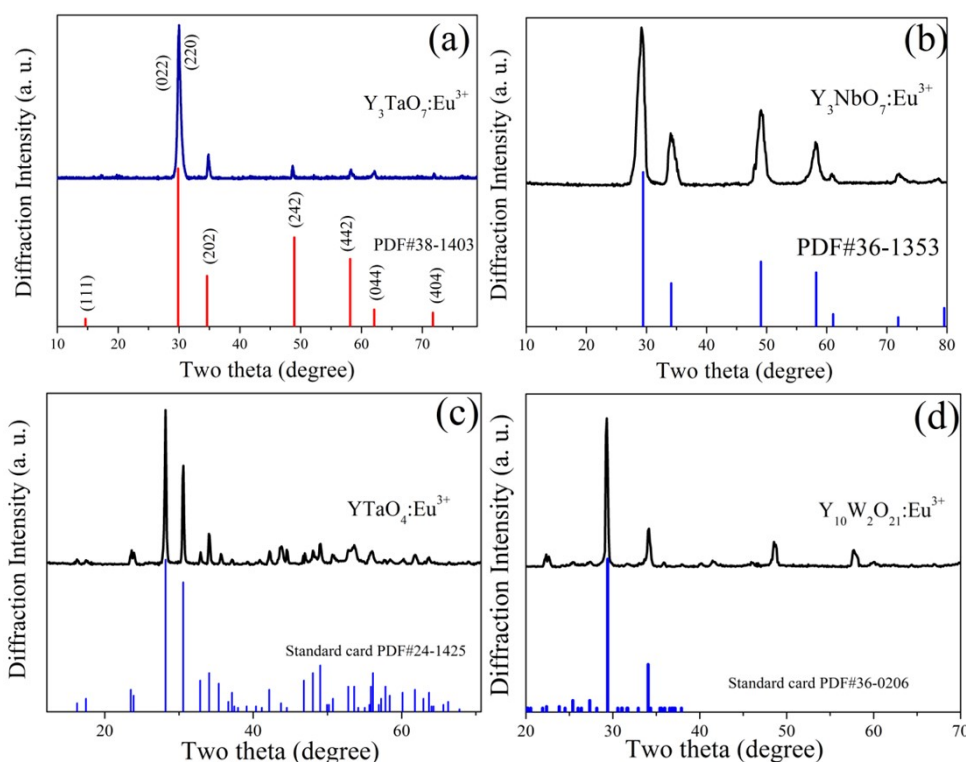 (a)
(022)
(220)
Y₃TaO₇:Eu³⁺
Diffraction Intensity (a. u.)
PDF#38-1403
(111)
(202)
(242)
(442)
(044)
(404)
10 20 30 40 50 60 70
Two theta (degree)
(b)
Y₃NbO₇:Eu³⁺
Diffraction Intensity (a. u.)
PDF#36-1353
10 20 30 40 50 60 70 80
Two theta (degree)
(c)
YTaO₄:Eu³⁺
Diffraction Intensity (a. u.)
Standard card PDF#24-1425
20 40 60
Two theta (degree)
(d)
Y₁₀W₂O₂₁:Eu³⁺
Diffraction Intensity (a. u.)
Standard card PDF#36-0206
20 30 40 50 60 70
Two theta (degree)